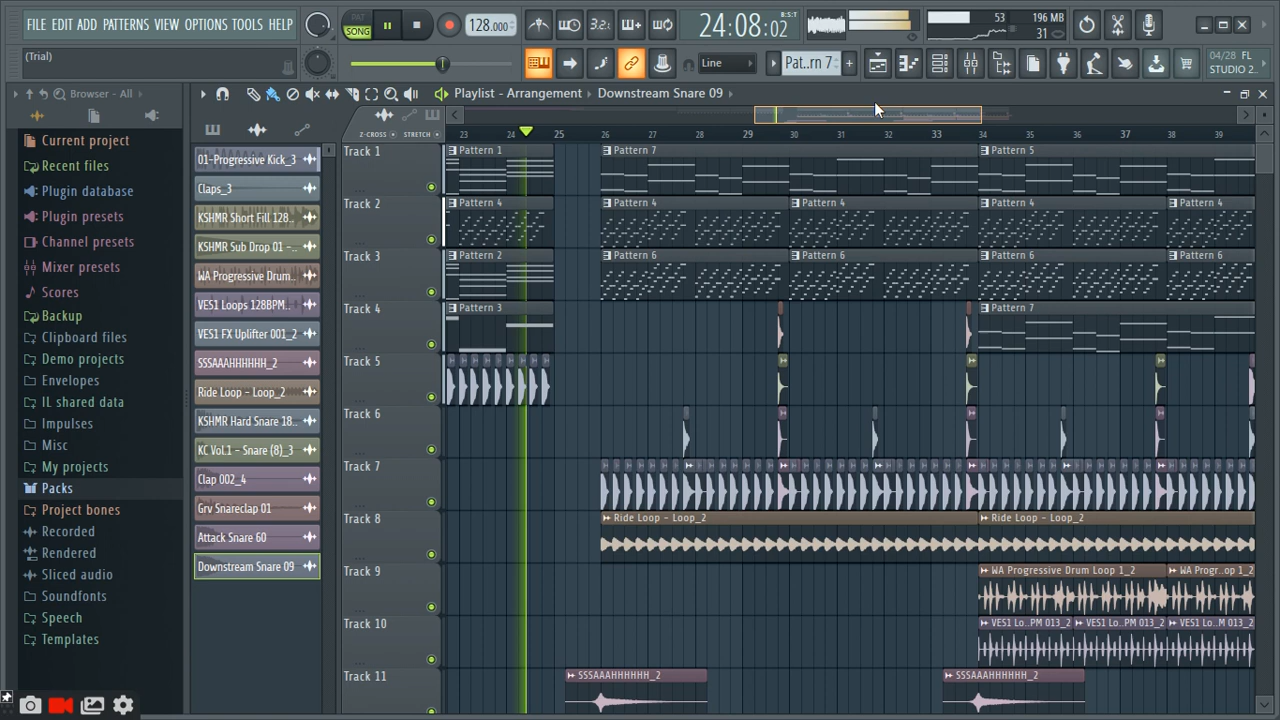 FILE EDIT PATTERNS VIEW OPTIONS TOOLS HELP
(Trial)
PAT
SONG
128.000
3.2.
24:08:02
B:S:T
53
196 MB
31
Line
Pat..rn 7
04/28 FL
STUDIO 2..
Browser - All
Playlist - Arrangement
Downstream Snare 09
Current project
Recent files
Plugin database
Plugin presets
Channel presets
Mixer presets
Scores
Backup
Clipboard files
Demo projects
Envelopes
IL shared data
Impulses
Misc
My projects
Packs
Project bones
Recorded
Rendered
Sliced audio
Soundfonts
Speech
Templates
01-Progressive Kick_3
Claps_3
KSHMR Short Fill 128..
KSHMR Sub Drop 01 -..
WA Progressive Drum..
VES1 Loops 128BPM..
VES1 FX Uplifter 001_2
SSSAAAHHHHHH_2
Ride Loop - Loop_2
KSHMR Hard Snare 18..
KC Vol.1 - Snare (8)_3
Clap 002_4
Grv Snareclap 01
Attack Snare 60
Downstream Snare 09
Z-CROSS
STRETCH
23 24 25 26 27 28 29 30 31 32 33 34 35 36 37 38 39
Track 1
Pattern 1
Pattern 7
Pattern 5
Track 2
Pattern 4
Pattern 4
Pattern 4
Pattern 4
Pattern 4
Track 3
Pattern 2
Pattern 6
Pattern 6
Pattern 6
Pattern 6
Track 4
Pattern 3
Pattern 7
Track 5
Track 6
Track 7
Track 8
Ride Loop - Loop_2
Ride Loop - Loop_2
Track 9
WA Progressive Drum Loop 1_2
WA Progr..op 1_2
Track 10
VES1 Lo..PM 013_2
VES1 Lo..PM 013_2
VES1 Lo..M 013_2
Track 11
SSSAAAHHHHHH_2
SSSAAAHHHHHH_2